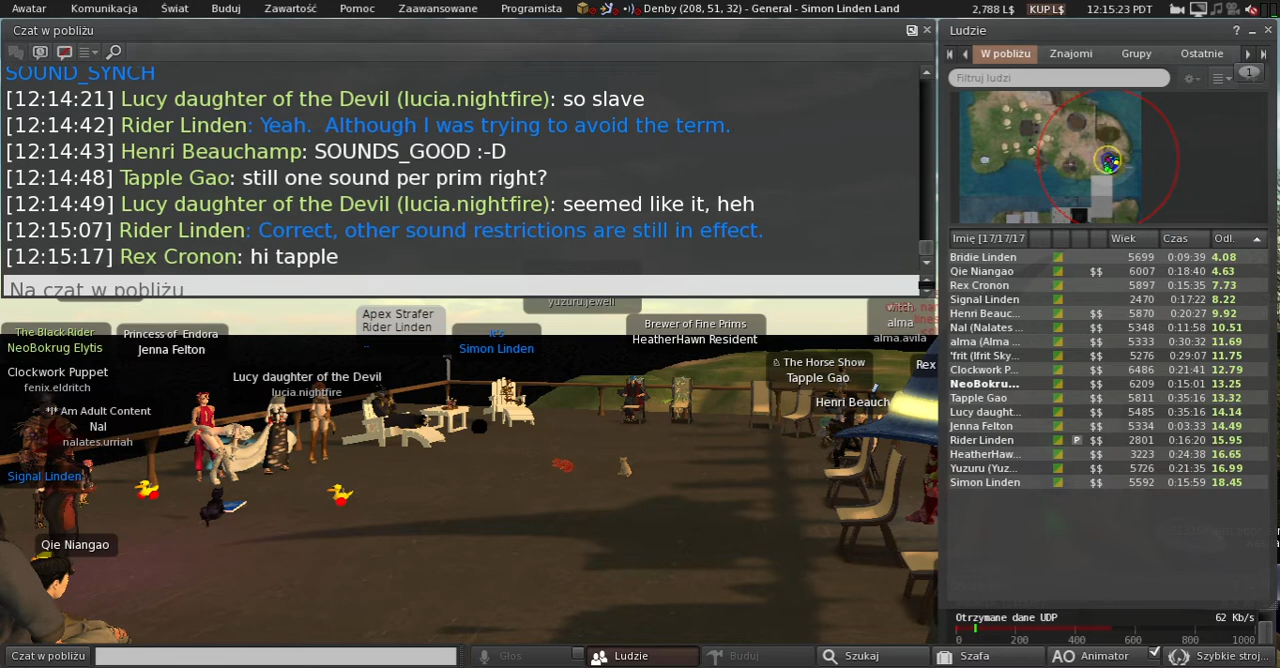 Awatar Komunikacja Świat Buduj Zawartość Pomoc Zaawansowane Programista Denby (208, 51, 32) - General - Simon Linden Land 2,788 L$ KUP L$ 12:15:23 PDT
Czat w pobliżu
SOUND_SYNCH
[12:14:21] Lucy daughter of the Devil (lucia.nightfire): so slave
[12:14:42] Rider Linden: Yeah. Although I was trying to avoid the term.
[12:14:43] Henri Beauchamp: SOUNDS_GOOD :-D
[12:14:48] Tapple Gao: still one sound per prim right?
[12:14:49] Lucy daughter of the Devil (lucia.nightfire): seemed like it, heh
[12:15:07] Rider Linden: Correct, other sound restrictions are still in effect.
[12:15:17] Rex Cronon: hi tapple
Na czat w pobliżu
yuzuru.jewell
Apex Strafer
Rider Linden
The Black Rider
NeoBokrug Elytis
Princess of Endora
Jenna Felton
It's
Simon Linden
Brewer of Fine Prims
HeatherHawn Resident
witch
alma
alma.avila
The Horse Show
Tapple Gao
Rex
Clockwork Puppet
fenix.eldritch
Lucy daughter of the Devil
lucia.nightfire
Henri Beauch
Am Adult Content
Nal
nalates.urriah
Signal Linden
Qie Niangao
Ludzie
W pobliżu Znajomi Grupy Ostatnie
Filtruj ludzi
1
Imię [17/17/17 Wiek Czas Odl.
Bridie Linden 5699 0:09:39 4.08
Qie Niangao $$ 6007 0:18:40 4.63
Rex Cronon 5897 0:15:35 7.73
Signal Linden 2470 0:17:22 8.22
Henri Beauc... $$ 5870 0:20:27 9.92
Nal (Nalates ... $$ 5348 0:11:58 10.51
alma (Alma ... $$ 5333 0:30:32 11.69
'frit (Ifrit Sky... $$ 5276 0:29:07 11.75
Clockwork P... $$ 6486 0:21:41 12.79
NeoBokru... $$ 6209 0:15:01 13.25
Tapple Gao $$ 5811 0:35:16 13.32
Lucy daught... $$ 5485 0:35:16 14.14
Jenna Felton $$ 5334 0:03:33 14.49
Rider Linden P $$ 2801 0:16:20 15.95
HeatherHaw... $$ 3223 0:24:38 16.65
Yuzuru (Yuz... $$ 5726 0:21:35 16.99
Simon Linden $$ 5592 0:15:59 18.45
Otrzymane dane UDP 62 Kb/s
0 200 400 600 800 1000
Czat w pobliżu Głos Ludzie Buduj Szukaj Szafa AO Animator Szybkie stroj...